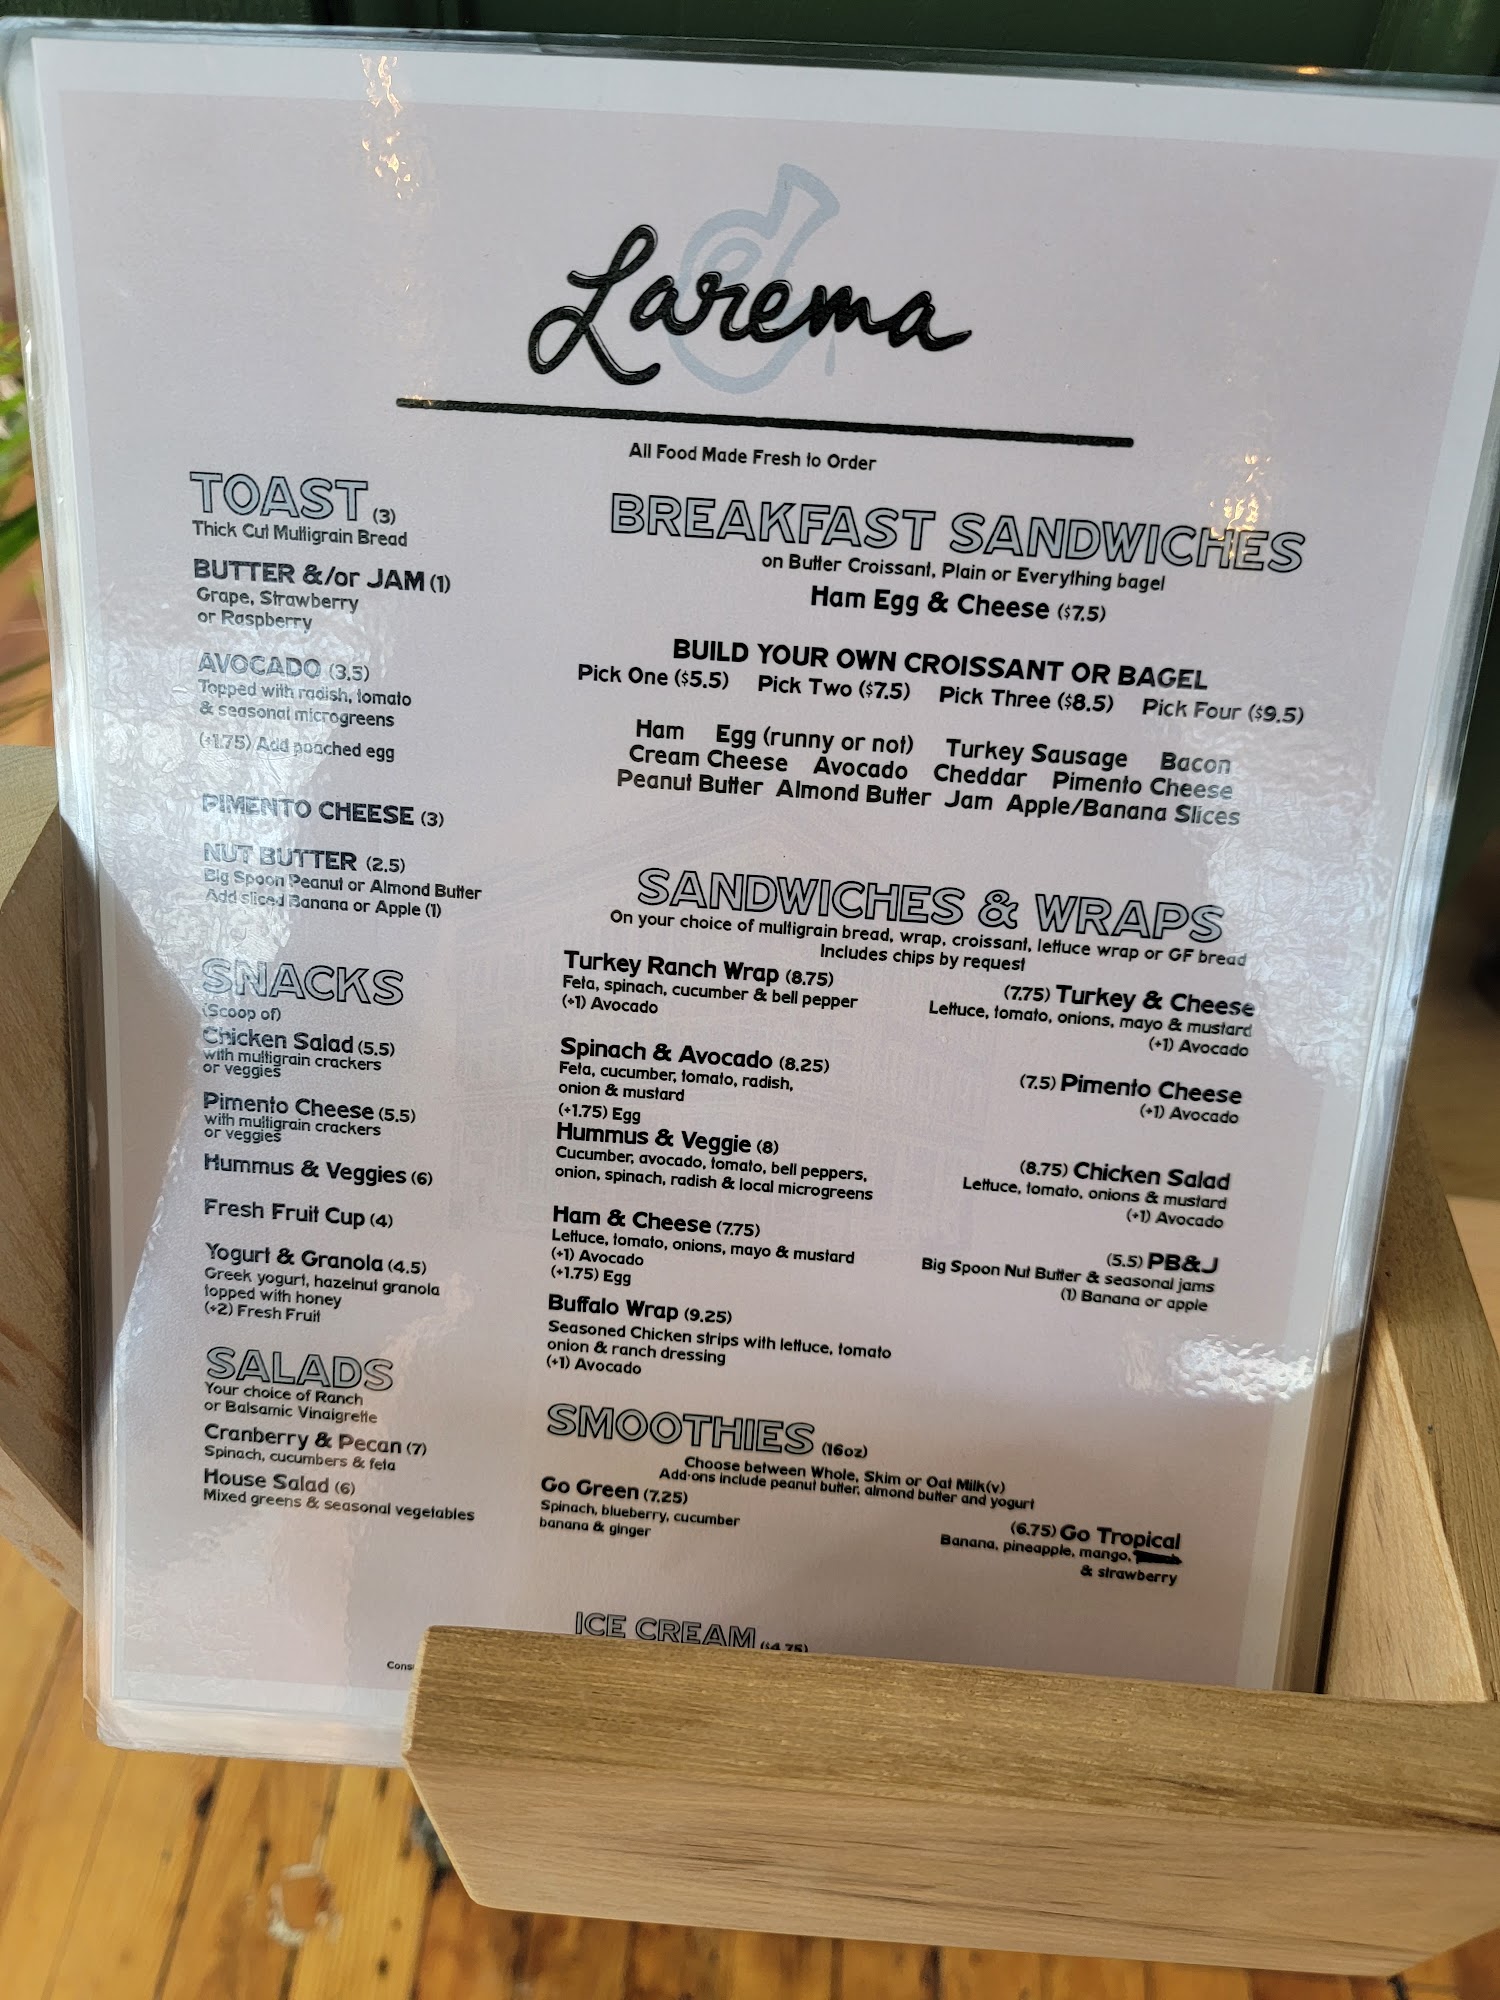 Larema
All Food Made Fresh to Order
TOAST (3)
Thick Cut Multigrain Bread
BUTTER &/or JAM (1)
Grape, Strawberry
or Raspberry
AVOCADO (3.5)
Topped with radish, tomato
& seasonal microgreens
(+1.75) Add poached egg
PIMENTO CHEESE (3)
NUT BUTTER (2.5)
Big Spoon Peanut or Almond Butter
Add sliced Banana or Apple (1)
SNACKS
(Scoop of)
Chicken Salad (5.5)
with multigrain crackers
or veggies
Pimento Cheese (5.5)
with multigrain crackers
or veggies
Hummus & Veggies (6)
Fresh Fruit Cup (4)
Yogurt & Granola (4.5)
Greek yogurt, hazelnut granola
topped with honey
(+2) Fresh Fruit
SALADS
Your choice of Ranch
or Balsamic Vinaigrette
Cranberry & Pecan (7)
Spinach, cucumbers & feta
House Salad (6)
Mixed greens & seasonal vegetables
BREAKFAST SANDWICHES
on Butter Croissant, Plain or Everything bagel
Ham Egg & Cheese ($7.5)
BUILD YOUR OWN CROISSANT OR BAGEL
Pick One ($5.5) Pick Two ($7.5) Pick Three ($8.5) Pick Four ($9.5)
Ham Egg (runny or not) Turkey Sausage Bacon
Cream Cheese Avocado Cheddar Pimento Cheese
Peanut Butter Almond Butter Jam Apple/Banana Slices
SANDWICHES & WRAPS
On your choice of multigrain bread, wrap, croissant, lettuce wrap or GF bread
Includes chips by request
Turkey Ranch Wrap (8.75)
Feta, spinach, cucumber & bell pepper
(+1) Avocado
Spinach & Avocado (8.25)
Feta, cucumber, tomato, radish,
onion & mustard
(+1.75) Egg
Hummus & Veggie (8)
Cucumber, avocado, tomato, bell peppers,
onion, spinach, radish & local microgreens
Ham & Cheese (7.75)
Lettuce, tomato, onions, mayo & mustard
(+1) Avocado
(+1.75) Egg
Buffalo Wrap (9.25)
Seasoned Chicken strips with lettuce, tomato
onion & ranch dressing
(+1) Avocado
(7.75) Turkey & Cheese
Lettuce, tomato, onions, mayo & mustard
(+1) Avocado
(7.5) Pimento Cheese
(+1) Avocado
(8.75) Chicken Salad
Lettuce, tomato, onions & mustard
(+1) Avocado
(5.5) PB&J
Big Spoon Nut Butter & seasonal jams
(1) Banana or apple
SMOOTHIES (16oz)
Choose between Whole, Skim or Oat Milk(v)
Add-ons include peanut butter, almond butter and yogurt
Go Green (7.25)
Spinach, blueberry, cucumber
banana & ginger
(6.75) Go Tropical
Banana, pineapple, mango,
& strawberry
ICE CREAM ($4.75)